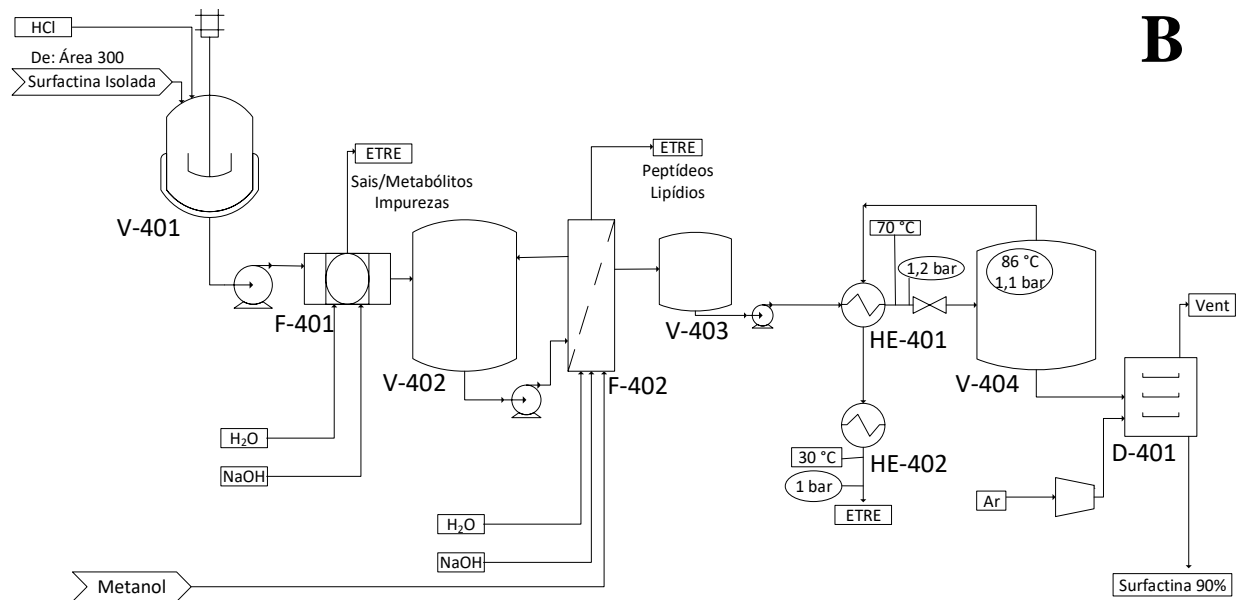 B
HCl
De: Área 300
Surfactina Isolada
V-401
ETRE
Sais/Metabólitos
Impurezas
F-401
V-402
H₂O
NaOH
ETRE
Peptídeos
Lipídios
F-402
H₂O
NaOH
Metanol
V-403
70 °C
1,2 bar
HE-401
86 °C
1,1 bar
V-404
HE-402
30 °C
1 bar
ETRE
Vent
D-401
Ar
Surfactina 90%